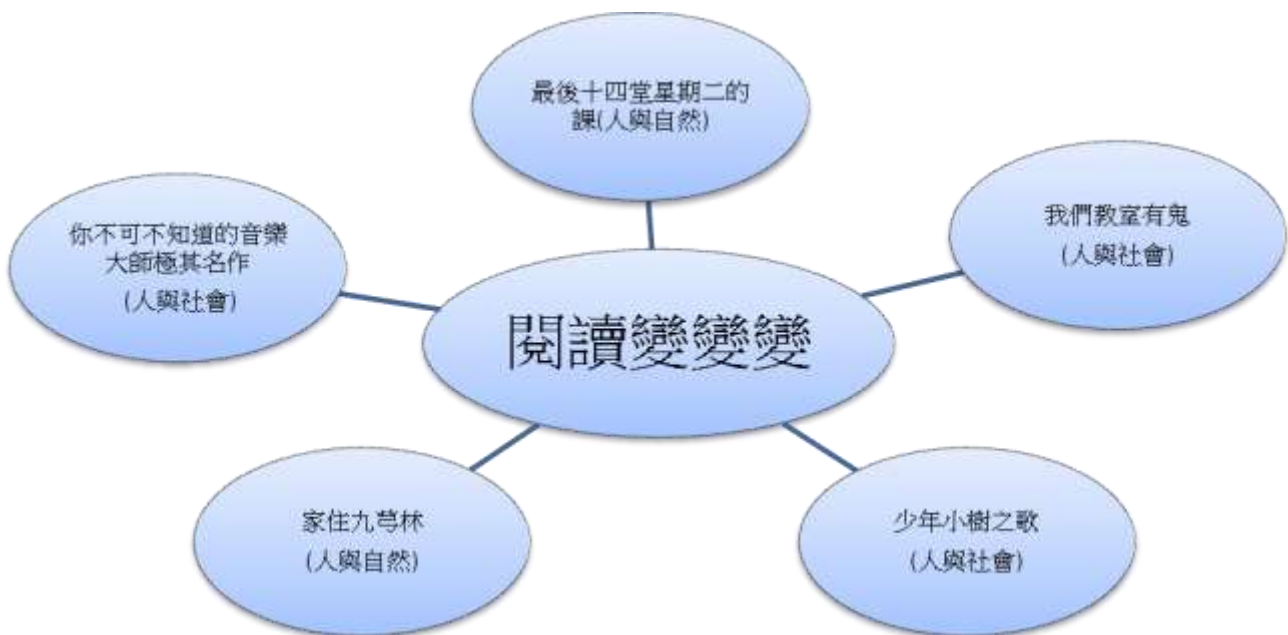 最後十四堂星期二的
課(人與自然)
我們教室有鬼
(人與社會)
你不可不知道的音樂
大師極其名作
(人與社會)
閱讀變變變
家住九芎林
(人與自然)
少年小樹之歌
(人與社會)